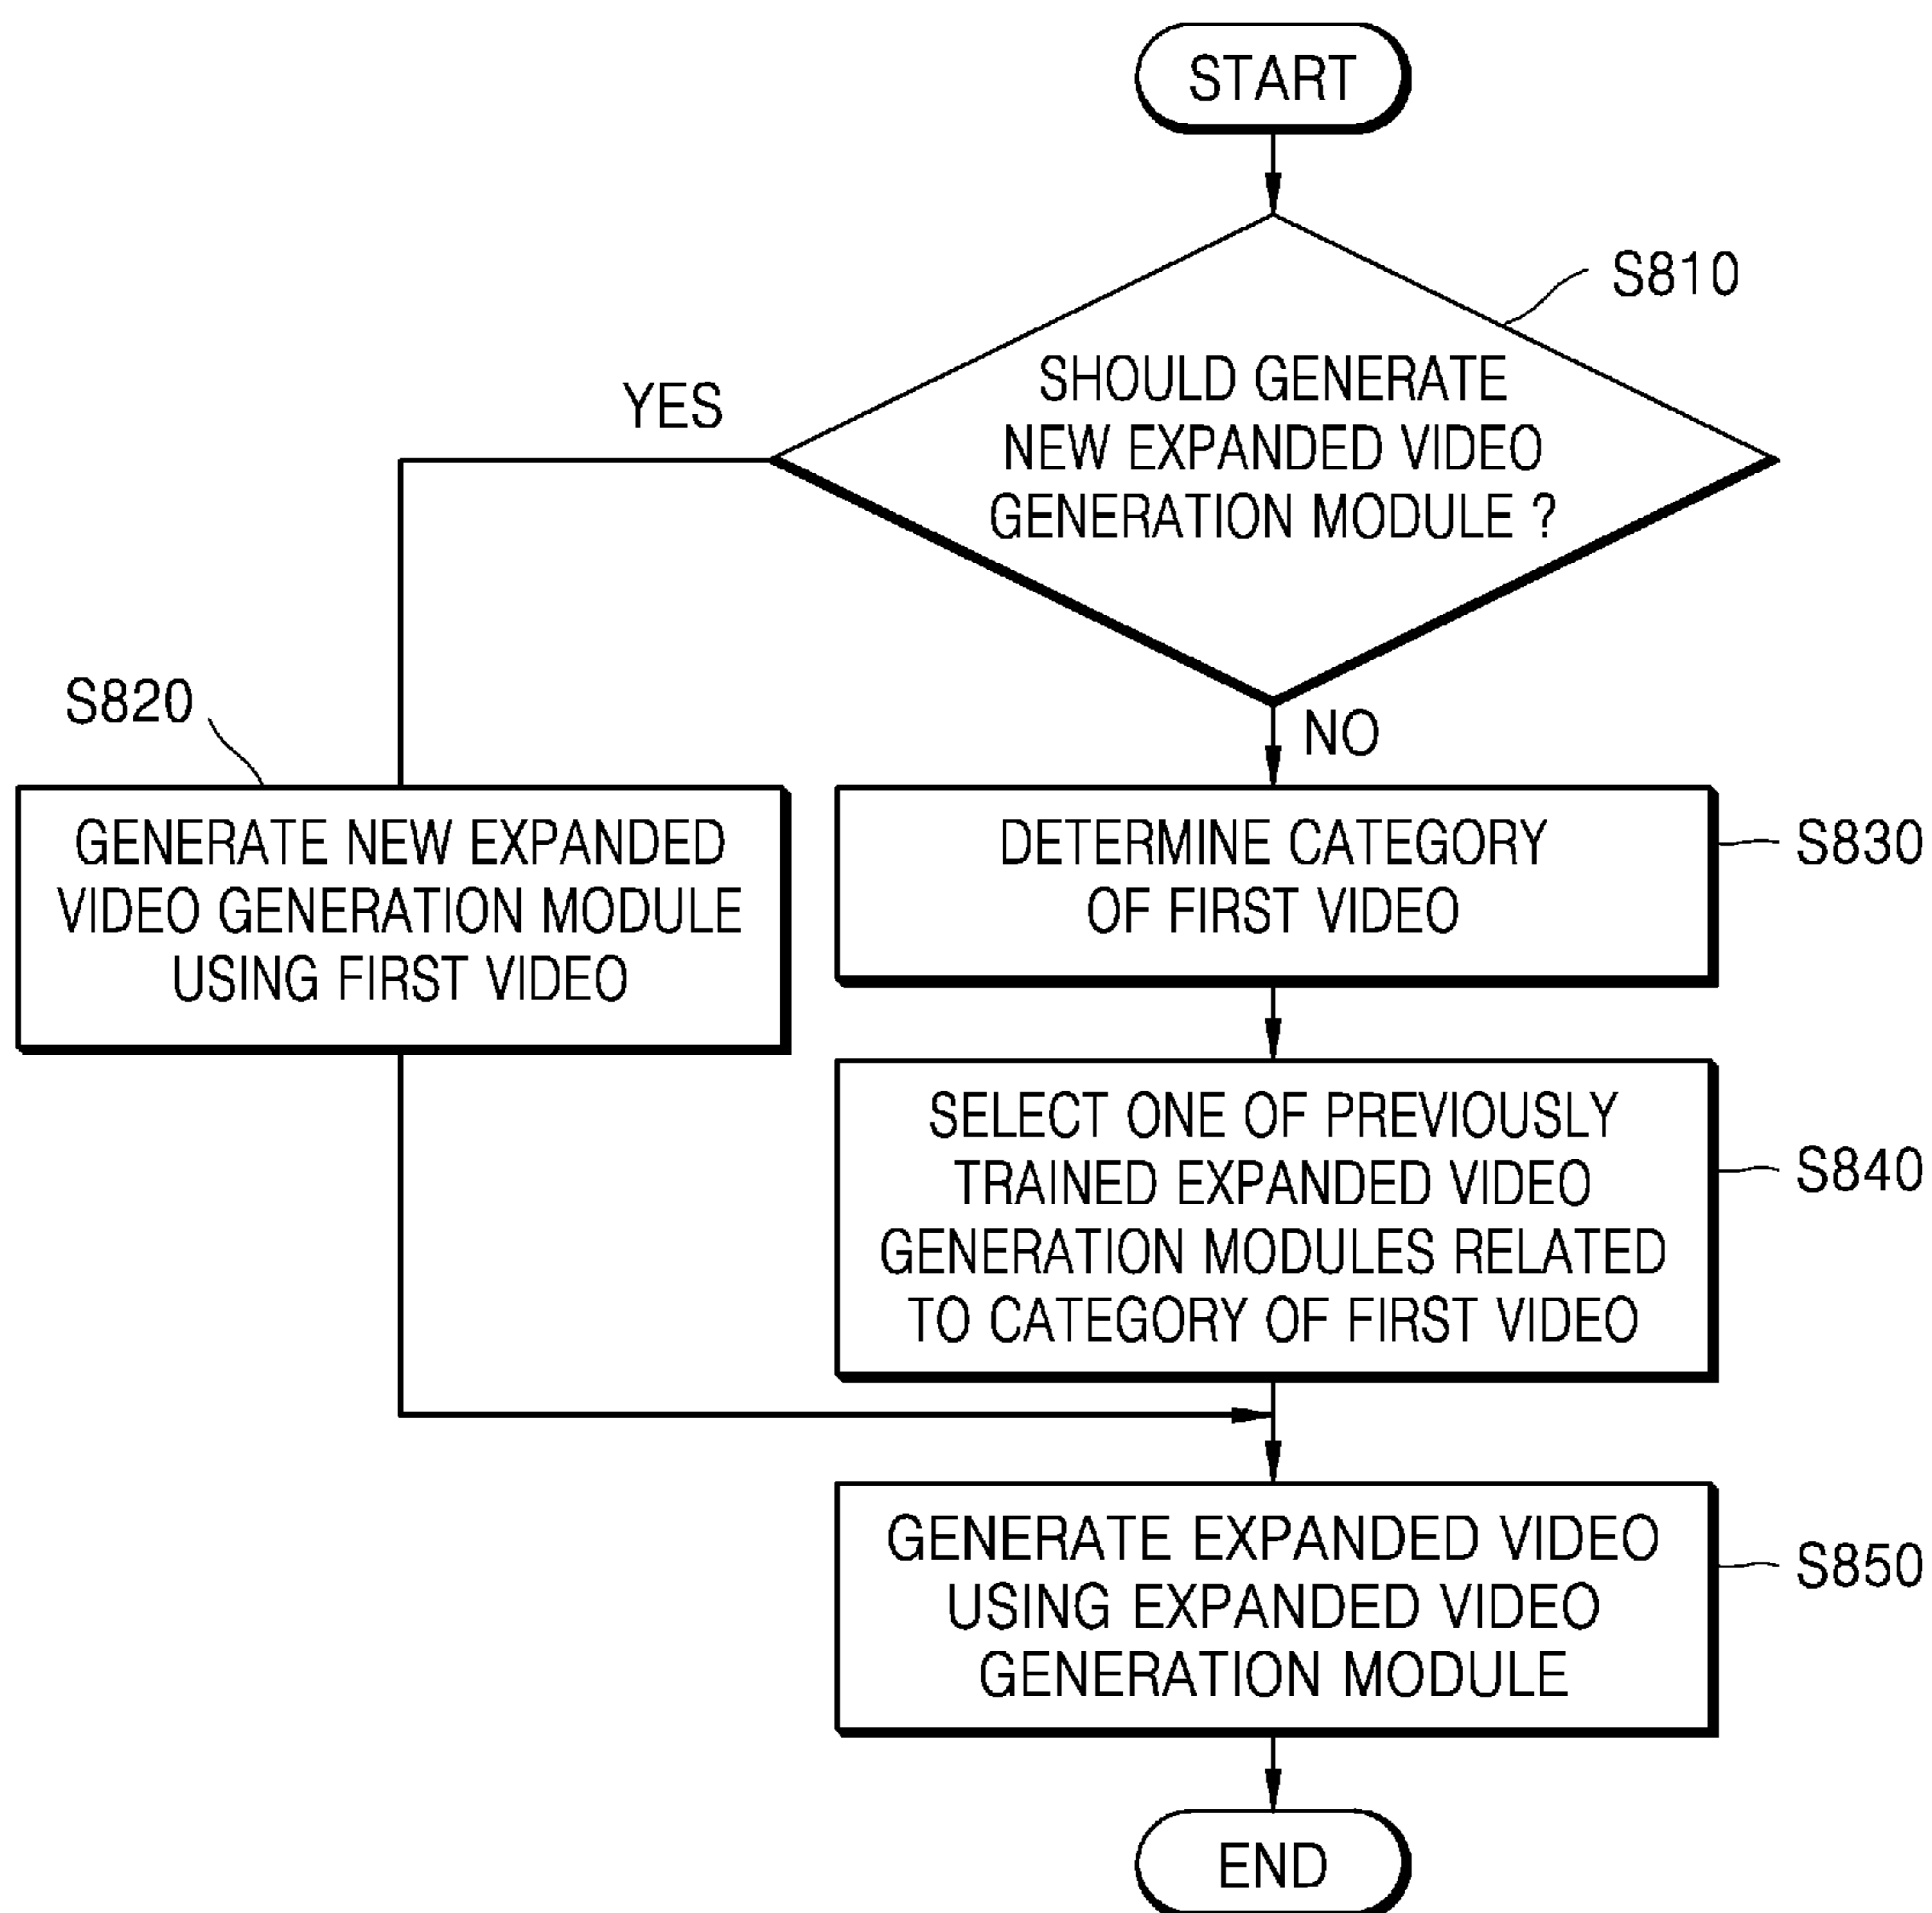 START
S810
SHOULD GENERATE
NEW EXPANDED VIDEO
GENERATION MODULE ?
YES
NO
S820
GENERATE NEW EXPANDED
VIDEO GENERATION MODULE
USING FIRST VIDEO
DETERMINE CATEGORY
OF FIRST VIDEO
S830
SELECT ONE OF PREVIOUSLY
TRAINED EXPANDED VIDEO
GENERATION MODULES RELATED
TO CATEGORY OF FIRST VIDEO
S840
GENERATE EXPANDED VIDEO
USING EXPANDED VIDEO
GENERATION MODULE
S850
END